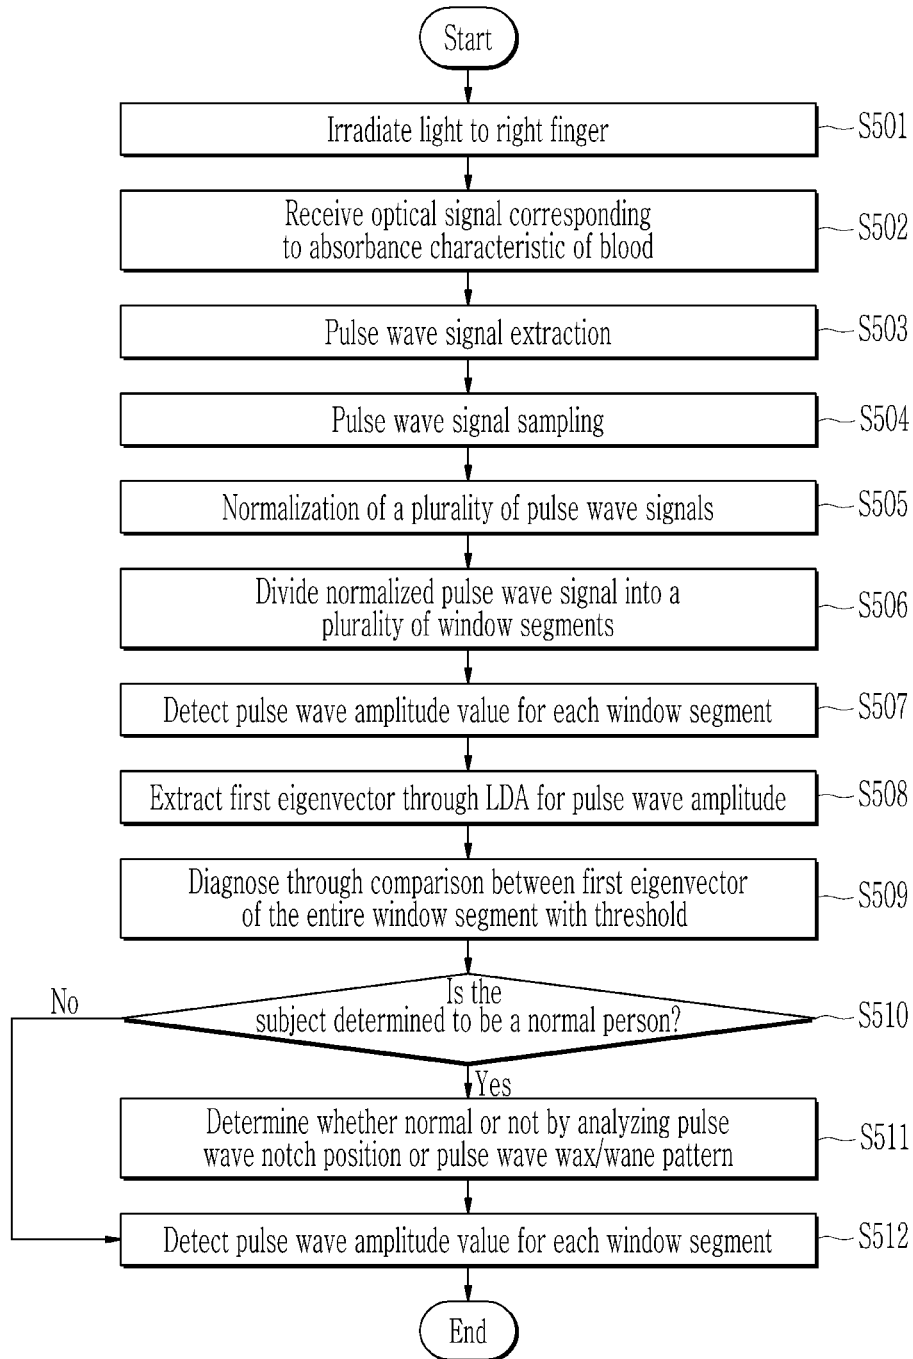 Start
Irradiate light to right finger
S501
Receive optical signal corresponding
to absorbance characteristic of blood
S502
Pulse wave signal extraction
S503
Pulse wave signal sampling
S504
Normalization of a plurality of pulse wave signals
S505
Divide normalized pulse wave signal into a
plurality of window segments
S506
Detect pulse wave amplitude value for each window segment
S507
Extract first eigenvector through LDA for pulse wave amplitude
S508
Diagnose through comparison between first eigenvector
of the entire window segment with threshold
S509
Is the
subject determined to be a normal person?
S510
No
Yes
Determine whether normal or not by analyzing pulse
wave notch position or pulse wave wax/wane pattern
S511
Detect pulse wave amplitude value for each window segment
S512
End